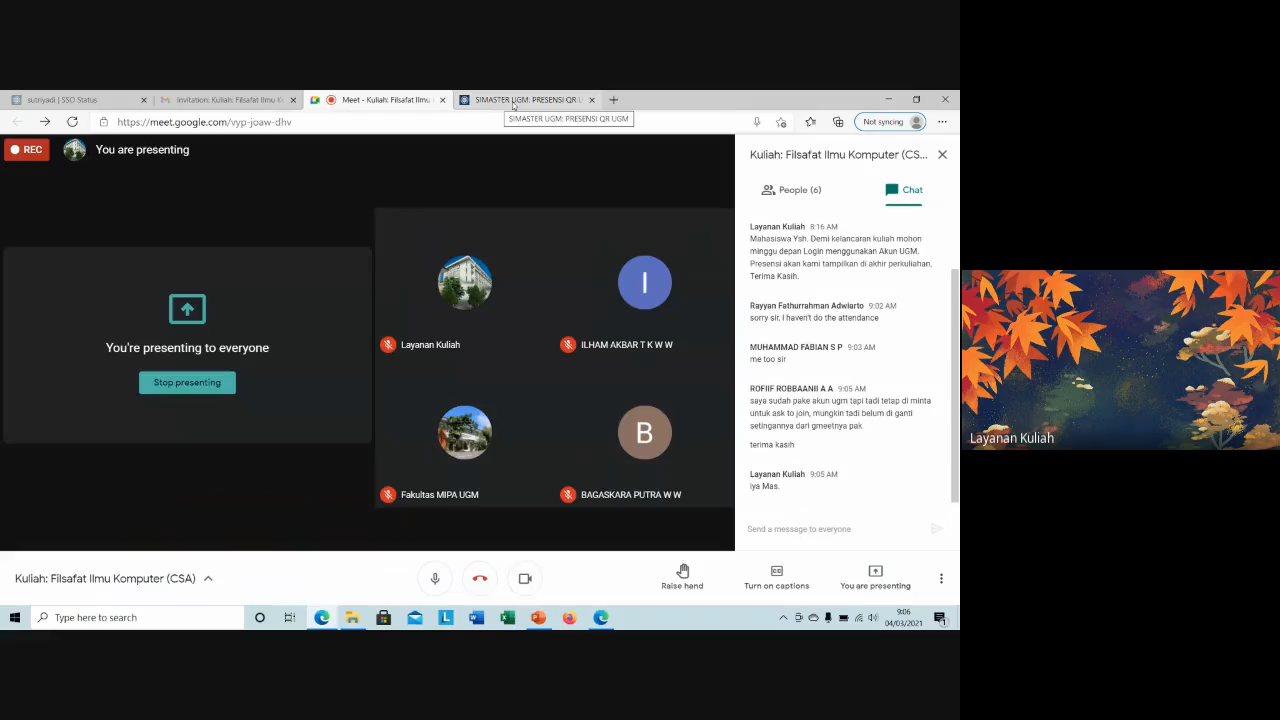 sutriyadi | SSO Status
Invitation: Kuliah: Filsafat Ilmu K
Meet - Kuliah: Filsafat Ilmu
SIMASTER UGM: PRESENSI QR U
https://meet.google.com/vyp-joaw-dhv
SIMASTER UGM: PRESENSI QR UGM
Not syncing
REC
You are presenting
Kuliah: Filsafat Ilmu Komputer (CS...
People (6)
Chat
Layanan Kuliah 8:16 AM
Mahasiswa Ysh. Demi kelancaran kuliah mohon
minggu depan Login menggunakan Akun UGM.
Presensi akan kami tampilkan di akhir perkuliahan.
Terima Kasih.
Rayyan Fathurrahman Adwiarto 9:02 AM
sorry sir, I haven't do the attendance
MUHAMMAD FABIAN S P 9:03 AM
me too sir
ROFIIF ROBBAANII A A 9:05 AM
saya sudah pake akun ugm tapi tadi tetap di minta
untuk ask to join, mungkin tadi belum di ganti
setingannya dari gmeetnya pak
terima kasih
Layanan Kuliah 9:05 AM
iya Mas.
Send a message to everyone
You're presenting to everyone
Stop presenting
Layanan Kuliah
I
ILHAM AKBAR T K W W
Fakultas MIPA UGM
B
BAGASKARA PUTRA W W
Layanan Kuliah
Kuliah: Filsafat Ilmu Komputer (CSA)
Raise hand
Turn on captions
You are presenting
Type here to search
9:06
04/03/2021